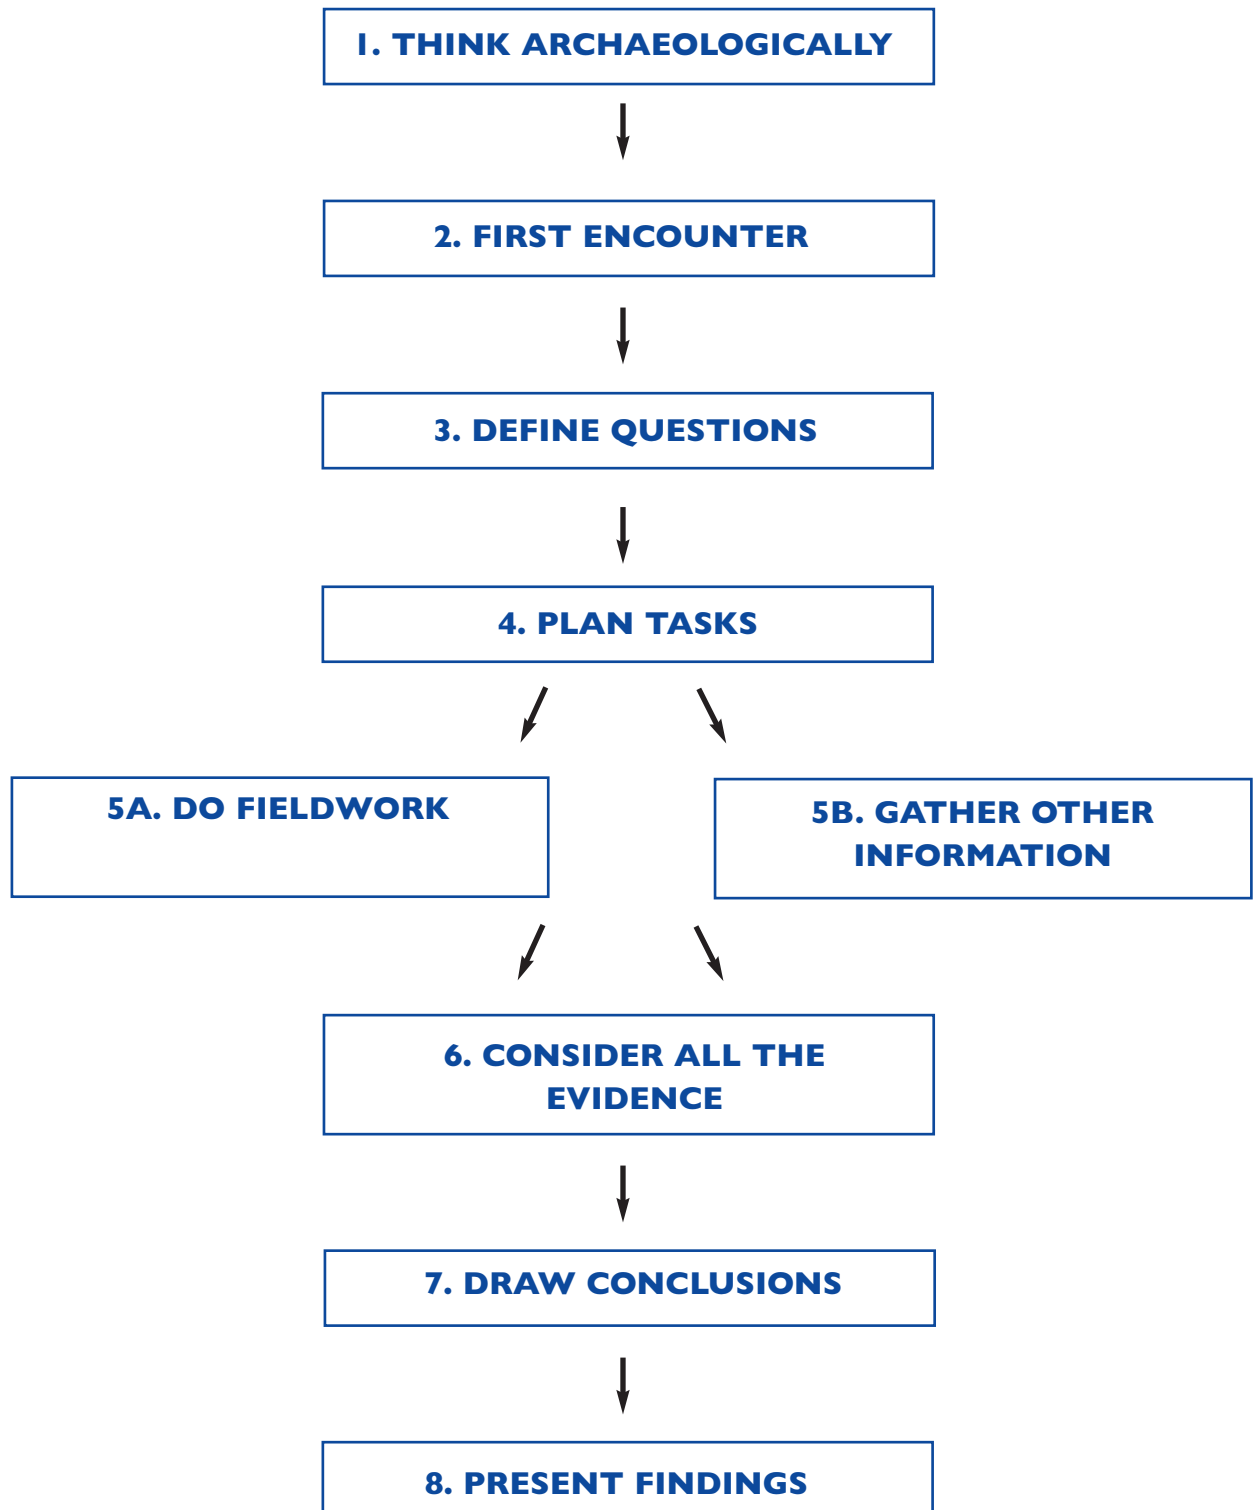 1. THINK ARCHAEOLOGICALLY
2. FIRST ENCOUNTER
3. DEFINE QUESTIONS
4. PLAN TASKS
5A. DO FIELDWORK
5B. GATHER OTHER
INFORMATION
6. CONSIDER ALL THE
EVIDENCE
7. DRAW CONCLUSIONS
8. PRESENT FINDINGS